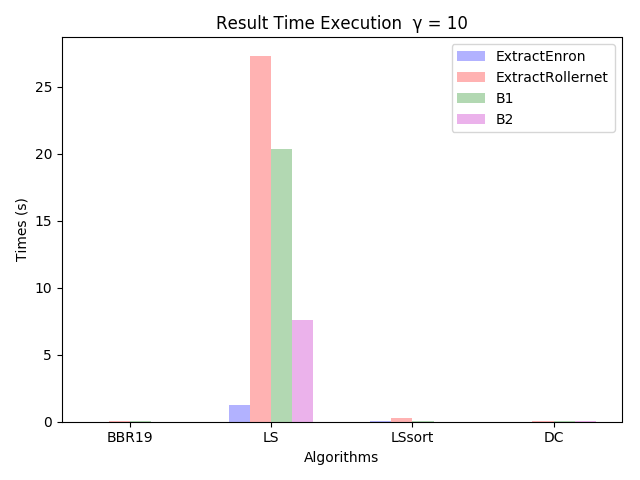 Result Time Execution  γ = 10
ExtractEnron
ExtractRollernet
B1
B2
Times (s)
25
20
15
10
5
0
BBR19
LS
LSsort
DC
Algorithms